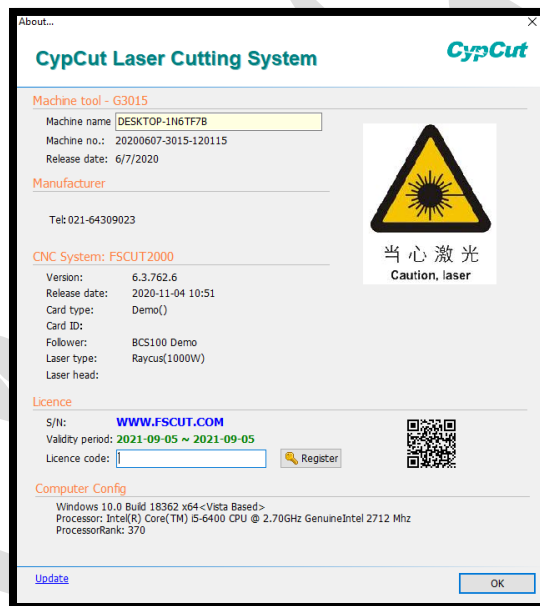 About...
CypCut Laser Cutting System
CypCut
Machine tool - G3015
Machine name DESKTOP-1N6TF7B
Machine no.: 20200607-3015-120115
Release date: 6/7/2020
Manufacturer
Tel: 021-64309023
当心激光
Caution, laser
CNC System: FSCUT2000
Version: 6.3.762.6
Release date: 2020-11-04 10:51
Card type: Demo()
Card ID:
Follower: BCS100 Demo
Laser type: Raycus(1000W)
Laser head:
Licence
S/N: WWW.FSCUT.COM
Validity period: 2021-09-05 ~ 2021-09-05
Licence code: Register
Computer Config
Windows 10.0 Build 18362 x64<Vista Based>
Processor: Intel(R) Core(TM) i5-6400 CPU @ 2.70GHz GenuineIntel 2712 Mhz
ProcessorRank: 370
Update
OK